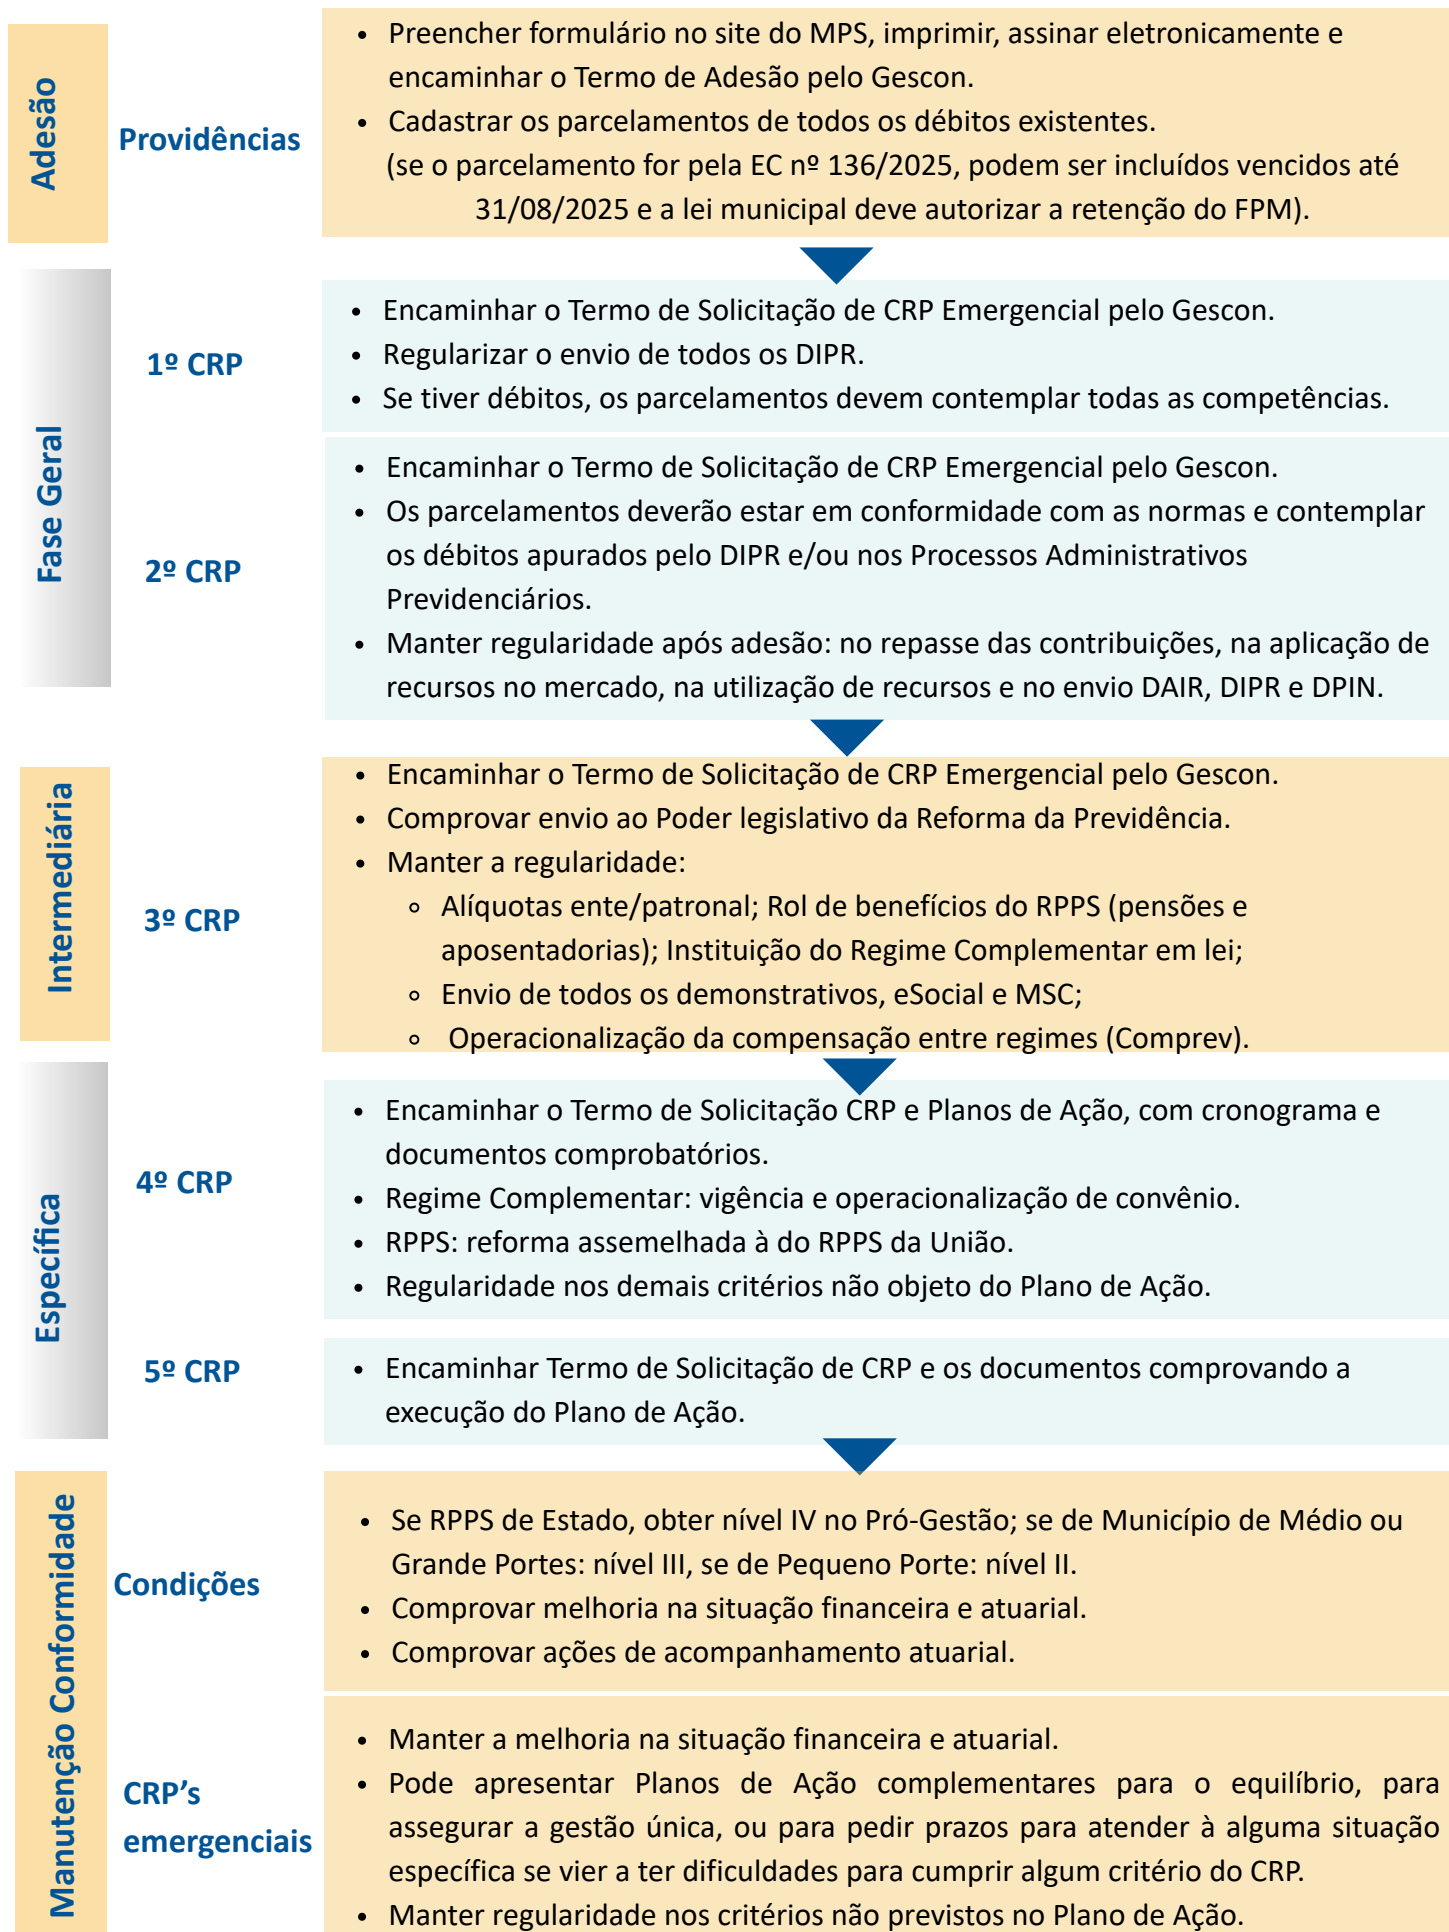 Adesão
Providências
• Preencher formulário no site do MPS, imprimir, assinar eletronicamente e
encaminhar o Termo de Adesão pelo Gescon.
• Cadastrar os parcelamentos de todos os débitos existentes.
(se o parcelamento for pela EC nº 136/2025, podem ser incluídos vencidos até
31/08/2025 e a lei municipal deve autorizar a retenção do FPM).
Fase Geral
1º CRP
• Encaminhar o Termo de Solicitação de CRP Emergencial pelo Gescon.
• Regularizar o envio de todos os DIPR.
• Se tiver débitos, os parcelamentos devem contemplar todas as competências.
2º CRP
• Encaminhar o Termo de Solicitação de CRP Emergencial pelo Gescon.
• Os parcelamentos deverão estar em conformidade com as normas e contemplar
os débitos apurados pelo DIPR e/ou nos Processos Administrativos
Previdenciários.
• Manter regularidade após adesão: no repasse das contribuições, na aplicação de
recursos no mercado, na utilização de recursos e no envio DAIR, DIPR e DPIN.
Intermediária
3º CRP
• Encaminhar o Termo de Solicitação de CRP Emergencial pelo Gescon.
• Comprovar envio ao Poder legislativo da Reforma da Previdência.
• Manter a regularidade:
◦ Alíquotas ente/patronal; Rol de benefícios do RPPS (pensões e
aposentadorias); Instituição do Regime Complementar em lei;
◦ Envio de todos os demonstrativos, eSocial e MSC;
◦ Operacionalização da compensação entre regimes (Comprev).
Específica
4º CRP
• Encaminhar o Termo de Solicitação CRP e Planos de Ação, com cronograma e
documentos comprobatórios.
• Regime Complementar: vigência e operacionalização de convênio.
• RPPS: reforma assemelhada à do RPPS da União.
• Regularidade nos demais critérios não objeto do Plano de Ação.
5º CRP
• Encaminhar Termo de Solicitação de CRP e os documentos comprovando a
execução do Plano de Ação.
Manutenção Conformidade
Condições
• Se RPPS de Estado, obter nível IV no Pró-Gestão; se de Município de Médio ou
Grande Portes: nível III, se de Pequeno Porte: nível II.
• Comprovar melhoria na situação financeira e atuarial.
• Comprovar ações de acompanhamento atuarial.
CRP’s
emergenciais
• Manter a melhoria na situação financeira e atuarial.
• Pode apresentar Planos de Ação complementares para o equilíbrio, para
assegurar a gestão única, ou para pedir prazos para atender à alguma situação
específica se vier a ter dificuldades para cumprir algum critério do CRP.
• Manter regularidade nos critérios não previstos no Plano de Ação.